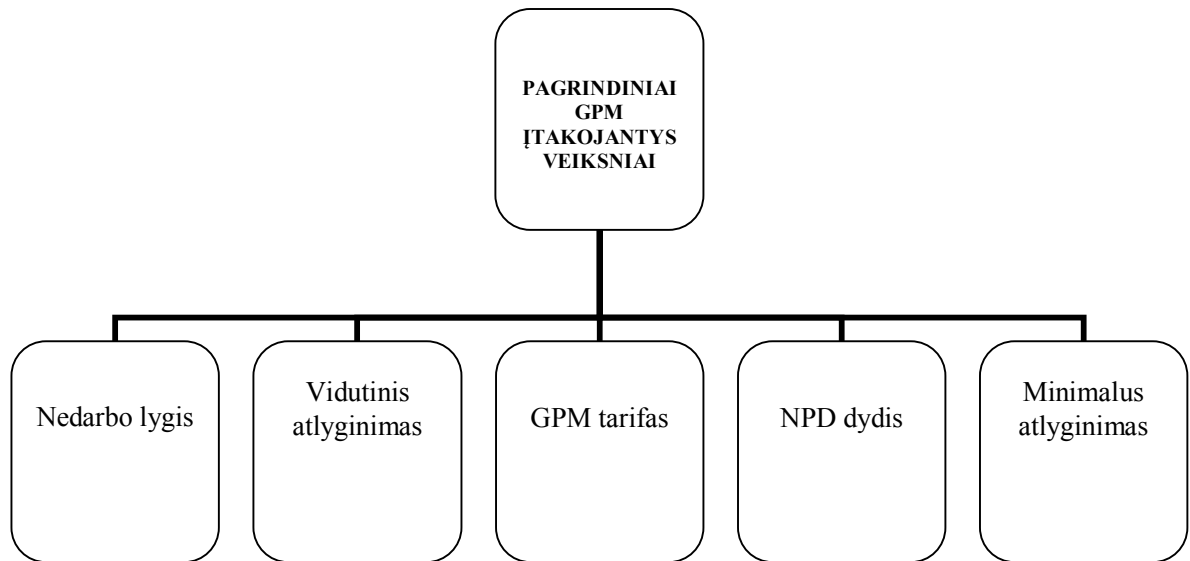 PAGRINDINIAI
GPM
ĮTAKOJANTYS
VEIKSNIAI
Nedarbo lygis
Vidutinis
atlyginimas
GPM tarifas
NPD dydis
Minimalus
atlyginimas